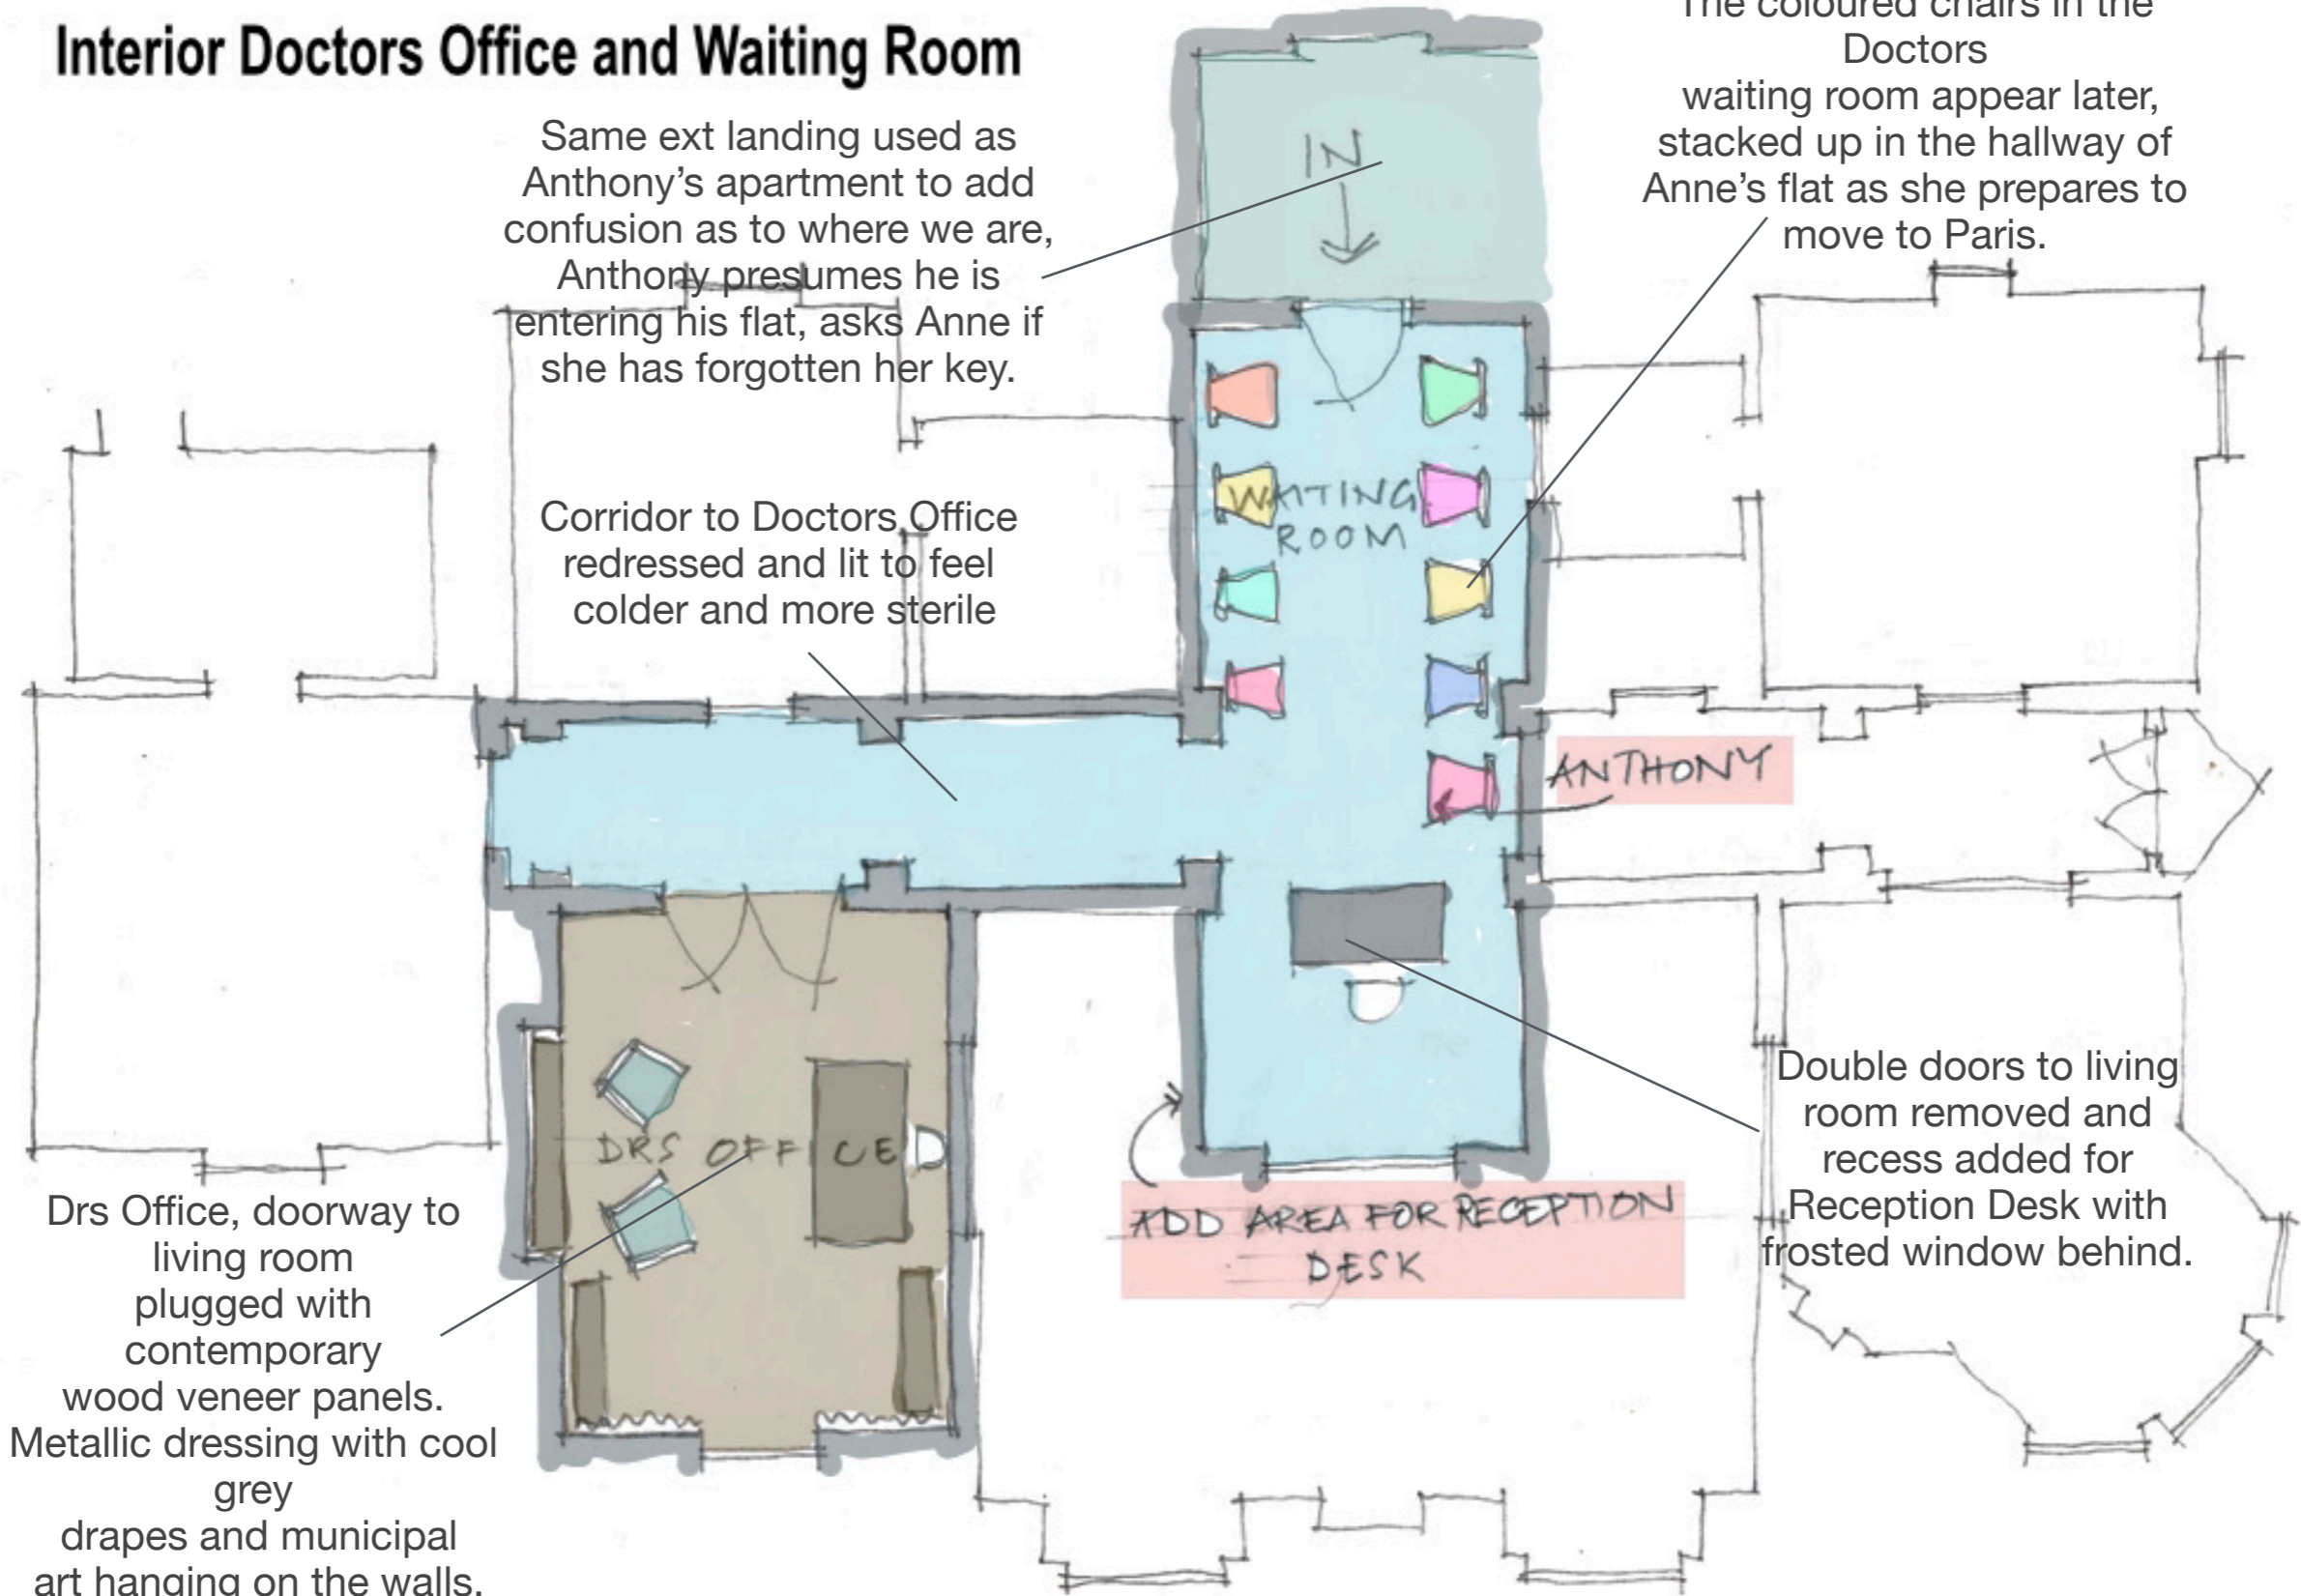 Interior Doctors Office and Waiting Room
The coloured chairs in the
Doctors
waiting room appear later,
stacked up in the hallway of
Anne's flat as she prepares to
move to Paris.
Same ext landing used as
Anthony's apartment to add
confusion as to where we are,
Anthony presumes he is
entering his flat, asks Anne if
she has forgotten her key.
IN
Corridor to Doctors Office
redressed and lit to feel
colder and more sterile
WAITING
ROOM
ANTHONY
DRS OFFICE
ADD AREA FOR RECEPTION
DESK
Double doors to living
room removed and
recess added for
Reception Desk with
frosted window behind.
Drs Office, doorway to
living room
plugged with
contemporary
wood veneer panels.
Metallic dressing with cool
grey
drapes and municipal
art hanging on the walls.